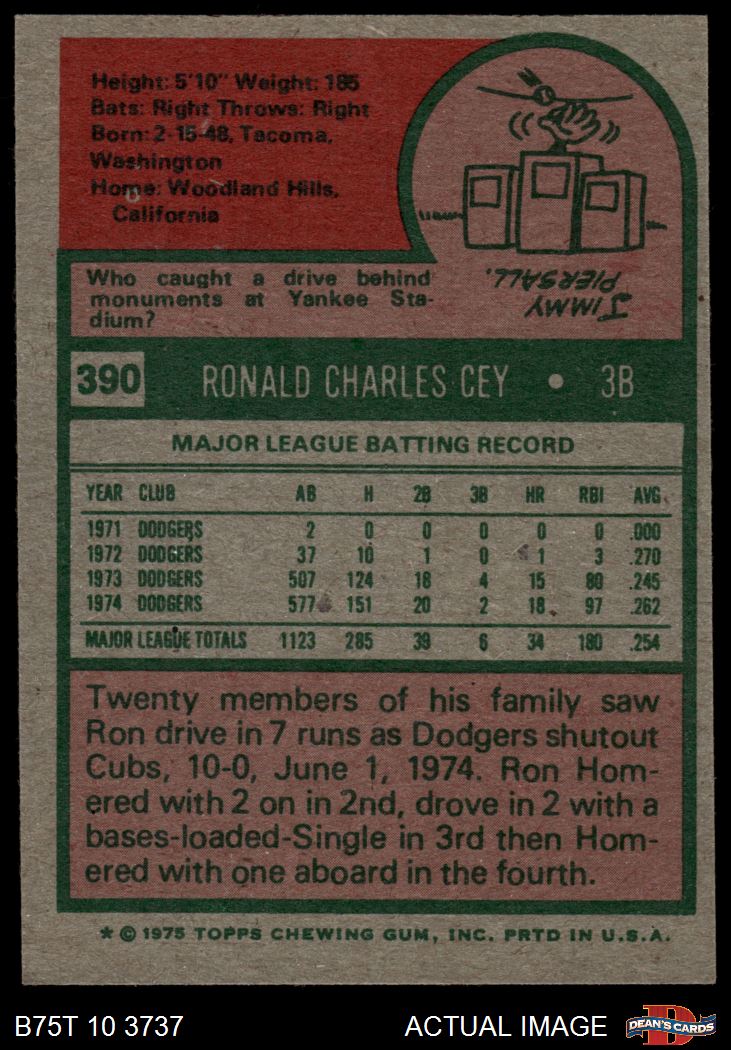 Height: 5'10" Weight: 185
Bats: Right Throws: Right
Born: 2-15-48, Tacoma,
Washington
Home: Woodland Hills,
California
Who caught a drive behind
monuments at Yankee Sta-
dium?
JIMMY
PIERSALL.
390 RONALD CHARLES CEY • 3B
MAJOR LEAGUE BATTING RECORD
YEAR CLUB AB H 2B 3B HR RBI AVG.
1971 DODGERS 2 0 0 0 0 0 .000
1972 DODGERS 37 10 1 0 1 3 .270
1973 DODGERS 507 124 18 4 15 80 .245
1974 DODGERS 577 151 20 2 18 97 .262
MAJOR LEAGUE TOTALS 1123 285 39 6 34 180 .254
Twenty members of his family saw
Ron drive in 7 runs as Dodgers shutout
Cubs, 10-0, June 1, 1974. Ron Hom-
ered with 2 on in 2nd, drove in 2 with a
bases-loaded-Single in 3rd then Hom-
ered with one aboard in the fourth.
* © 1975 TOPPS CHEWING GUM, INC. PRTD IN U.S.A.
B75T 10 3737 ACTUAL IMAGE
D
DEAN'S CARDS